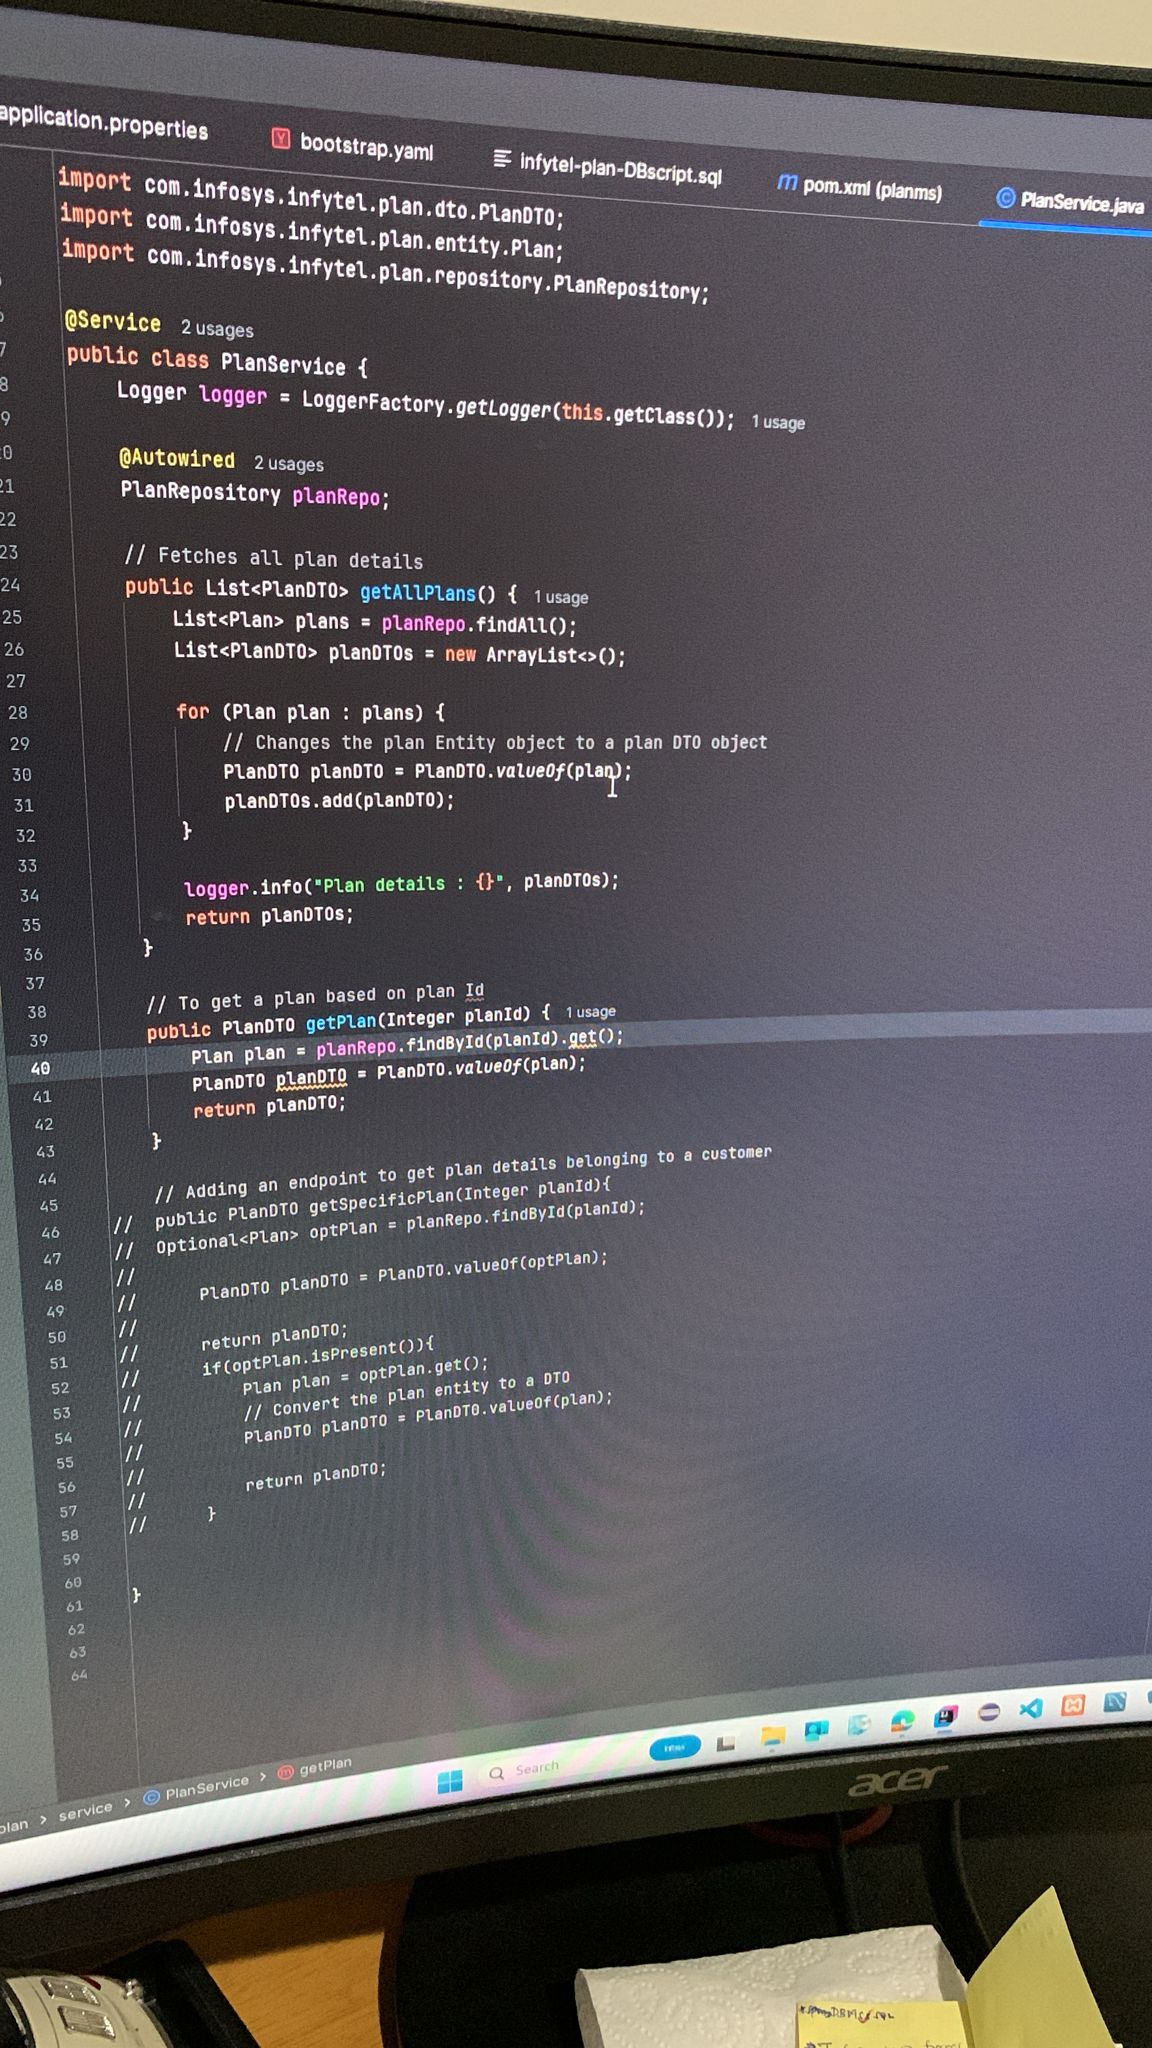 application.properties
bootstrap.yaml
infytel-plan-DBscript.sql
pom.xml (planms)
PlanService.java
import com.infosys.infytel.plan.dto.PlanDTO;
import com.infosys.infytel.plan.entity.Plan;
import com.infosys.infytel.plan.repository.PlanRepository;
@Service 2 usages
public class PlanService {
Logger logger = LoggerFactory.getLogger(this.getClass()); 1 usage
@Autowired 2 usages
PlanRepository planRepo;
22
23 // Fetches all plan details
24 public List<PlanDTO> getAllPlans() { 1 usage
25 List<Plan> plans = planRepo.findAll();
26 List<PlanDTO> planDTOs = new ArrayList<>();
27
28 for (Plan plan : plans) {
29 // Changes the plan Entity object to a plan DTO object
30 PlanDTO planDTO = PlanDTO.valueOf(plan);
31 planDTOs.add(planDTO);
32 }
33
34 logger.info("Plan details : {}", planDTOs);
35 return planDTOs;
36 }
37
38 // To get a plan based on plan Id
39 public PlanDTO getPlan(Integer planId) { 1 usage
40 Plan plan = planRepo.findById(planId).get();
41 PlanDTO planDTO = PlanDTO.valueOf(plan);
42 return planDTO;
43 }
44
45 // Adding an endpoint to get plan details belonging to a customer
46 // public PlanDTO getSpecificPlan(Integer planId){
47 // Optional<Plan> optPlan = planRepo.findById(planId);
48 //
49 // PlanDTO planDTO = PlanDTO.valueOf(optPlan);
50 //
51 // return planDTO;
52 // if(optPlan.isPresent()){
53 // Plan plan = optPlan.get();
54 // // Convert the plan entity to a DTO
55 // PlanDTO planDTO = PlanDTO.valueOf(plan);
56 //
57 // return planDTO;
58 // }
59
60
61 }
62
63
64
plan > service > PlanService > getPlan
Search
acer